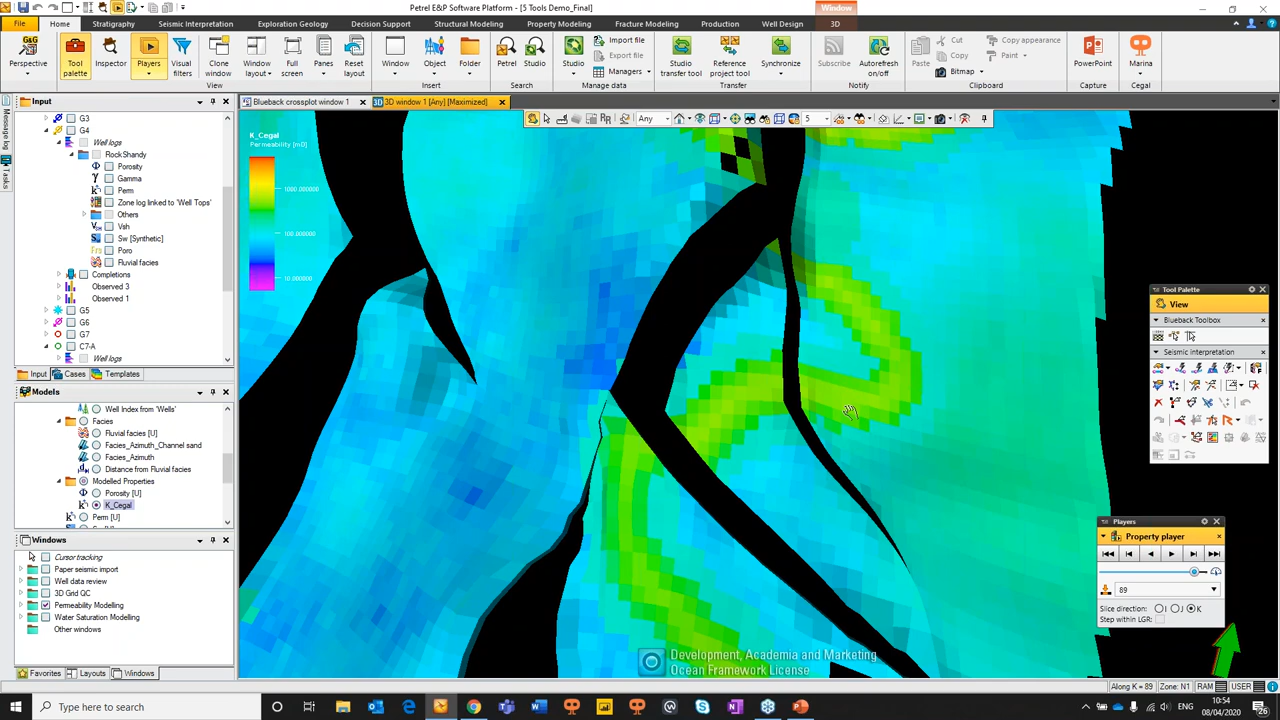 Petrel E&P Software Platform - [5 Tools Demo_Final]
Window
File Home Stratigraphy Seismic Interpretation Exploration Geology Decision Support Structural Modeling Property Modeling Fracture Modeling Production Well Design 3D
Perspective
Tool palette
Inspector
Players
Visual filters
Clone window
Window layout
Full screen
Panes
Reset layout
Window
Object
Folder
Petrel
Studio
Studio
Import file
Export file
Managers
Studio transfer tool
Reference project tool
Synchronize
Subscribe
Autorefresh on/off
Paste
Cut
Copy
Bitmap
Copy appearance
Paint
PowerPoint
Marina
G&G
View
Search
Manage data
Transfer
Notify
Clipboard
Capture
Cegal
Message log
Tasks
Input
Blueback crossplot window 1
3D window 1 [Any] [Maximized]
Any
5
G3
G4
Well logs
RockShandy
Porosity
Gamma
Perm
Zone log linked to 'Well Tops'
Others
Vsh
Sw [Synthetic]
Poro
Fluvial facies
Completions
Observed 3
Observed 1
G5
G6
G7
C7-A
Well logs
Input Cases Templates
Models
Well Index from 'Wells'
Facies
Fluvial facies [U]
Facies_Azimuth_Channel sand
Facies_Azimuth
Distance from Fluvial facies
Modelled Properties
Porosity [U]
K_Cegal
Perm [U]
Windows
Cursor tracking
Paper seismic import
Well data review
3D Grid QC
Permeability Modelling
Water Saturation Modelling
Other windows
Favorites Layouts Windows
K_Cegal
Permeability [mD]
1000.000000
100.000000
10.000000
Tool Palette
View
Blueback Toolbox
Seismic interpretation
Players
Property player
89
Slice direction: I J K
Step within LGR:
Development, Academia and Marketing
Ocean Framework License
Along K = 89 Zone: N1 RAM USER
Type here to search
10:54
08/04/2020
26